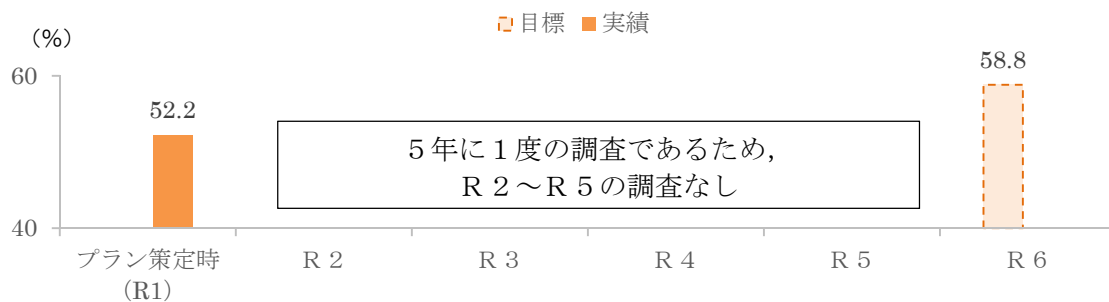 目標 実績
（%）
58.8
60
52.2
５年に１度の調査であるため，
Ｒ２～Ｒ５の調査なし
40
プラン策定時 Ｒ２ Ｒ３ Ｒ４ Ｒ５ Ｒ６
（R1）